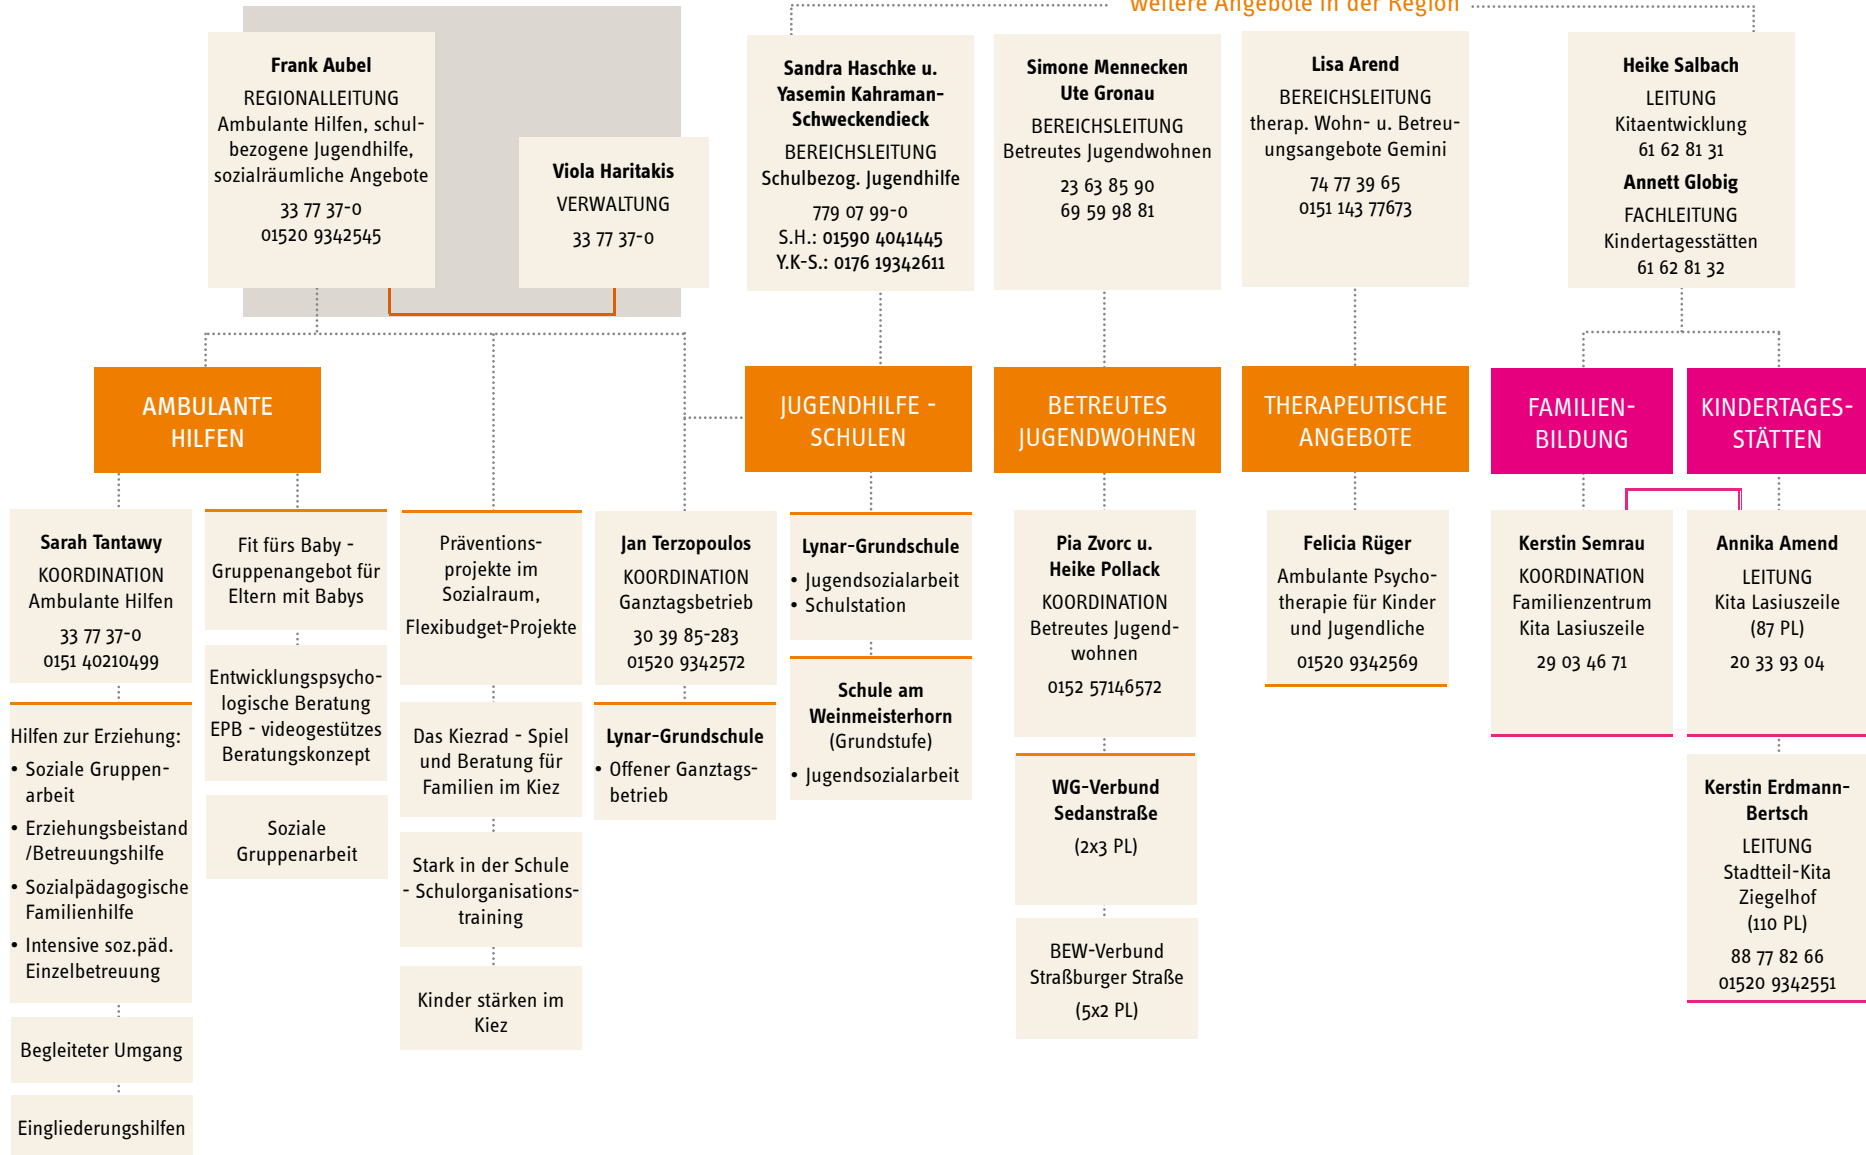 weitere Angebote in der Region
Frank Aubel
REGIONALLEITUNG
Ambulante Hilfen, schul-
bezogene Jugendhilfe,
sozialräumliche Angebote
33 77 37-0
01520 9342545
Viola Haritakis
VERWALTUNG
33 77 37-0
Sandra Haschke u.
Yasemin Kahraman-
Schweckendieck
BEREICHSLEITUNG
Schulbezog. Jugendhilfe
779 07 99-0
S.H.: 01590 4041445
Y.K-S.: 0176 19342611
Simone Mennecken
Ute Gronau
BEREICHSLEITUNG
Betreutes Jugendwohnen
23 63 85 90
69 59 98 81
Lisa Arend
BEREICHSLEITUNG
therap. Wohn- u. Betreu-
ungsangebote Gemini
74 77 39 65
0151 143 77673
Heike Salbach
LEITUNG
Kitaentwicklung
61 62 81 31
Annett Globig
FACHLEITUNG
Kindertagesstätten
61 62 81 32
AMBULANTE
HILFEN
JUGENDHILFE -
SCHULEN
BETREUTES
JUGENDWOHNEN
THERAPEUTISCHE
ANGEBOTE
FAMILIEN-
BILDUNG
KINDERTAGES-
STÄTTEN
Sarah Tantawy
KOORDINATION
Ambulante Hilfen
33 77 37-0
0151 40210499
Hilfen zur Erziehung:
• Soziale Gruppen-
arbeit
• Erziehungsbeistand
/Betreuungshilfe
• Sozialpädagogische
Familienhilfe
• Intensive soz.päd.
Einzelbetreuung
Begleiteter Umgang
Eingliederungshilfen
Fit fürs Baby -
Gruppenangebot für
Eltern mit Babys
Entwicklungspsycho-
logische Beratung
EPB - videogestütztes
Beratungskonzept
Soziale
Gruppenarbeit
Präventions-
projekte im
Sozialraum,
Flexibudget-Projekte
Das Kiezrad - Spiel
und Beratung für
Familien im Kiez
Stark in der Schule
- Schulorganisations-
training
Kinder stärken im
Kiez
Jan Terzopoulos
KOORDINATION
Ganztagsbetrieb
30 39 85-283
01520 9342572
Lynar-Grundschule
• Offener Ganztags-
betrieb
Lynar-Grundschule
• Jugendsozialarbeit
• Schulstation
Schule am
Weinmeisterhorn
(Grundstufe)
• Jugendsozialarbeit
Pia Zvorc u.
Heike Pollack
KOORDINATION
Betreutes Jugend-
wohnen
0152 57146572
WG-Verbund
Sedanstraße
(2x3 PL)
BEW-Verbund
Straßburger Straße
(5x2 PL)
Felicia Rüger
Ambulante Psycho-
therapie für Kinder
und Jugendliche
01520 9342569
Kerstin Semrau
KOORDINATION
Familienzentrum
Kita Lasiuszeile
29 03 46 71
Annika Amend
LEITUNG
Kita Lasiuszeile
(87 PL)
20 33 93 04
Kerstin Erdmann-
Bertsch
LEITUNG
Stadtteil-Kita
Ziegelhof
(110 PL)
88 77 82 66
01520 9342551